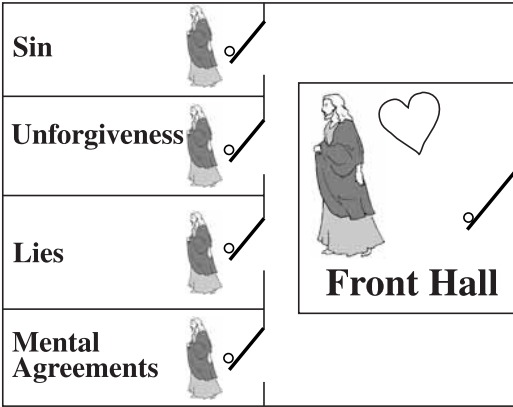 Sin
Unforgiveness
Lies
Mental
Agreements
Front Hall